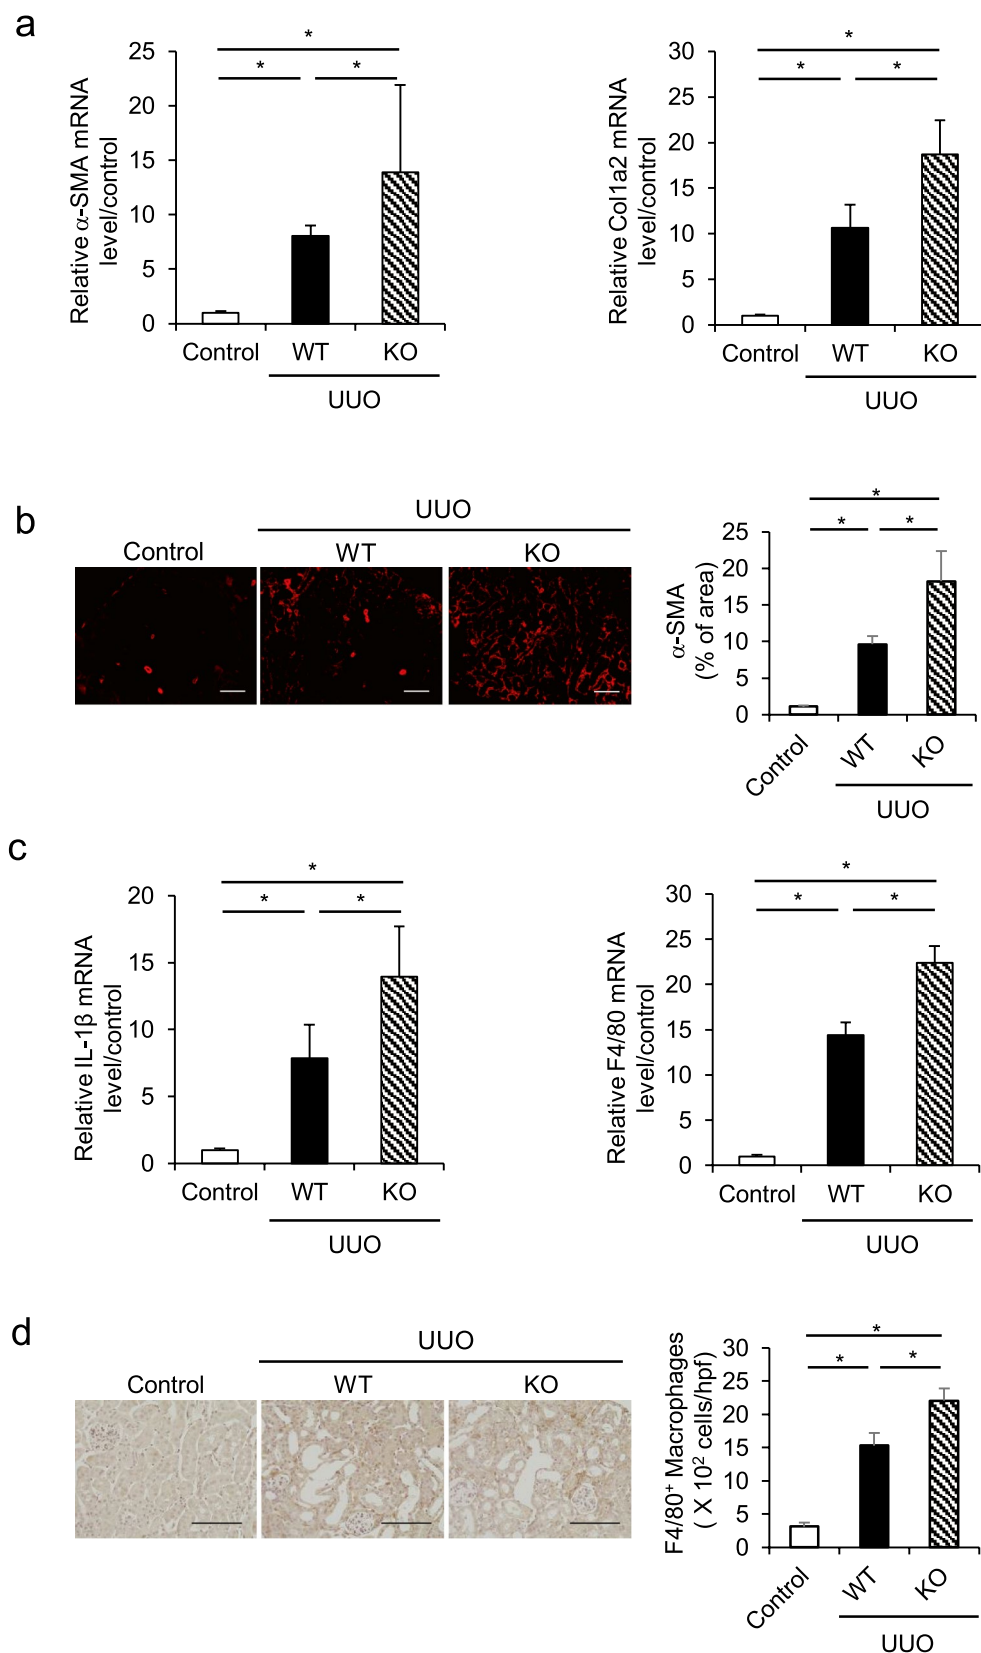 a
*
*
*
25
20
15
10
5
0
Relative α-SMA mRNA
level/control
Control
WT
KO
UUO
*
*
*
30
25
20
15
10
5
0
Relative Col1a2 mRNA
level/control
Control
WT
KO
UUO
b
UUO
Control
WT
KO
*
*
*
25
20
15
10
5
0
α-SMA
(% of area)
Control
WT
KO
UUO
c
*
*
*
20
15
10
5
0
Relative IL-1β mRNA
level/control
Control
WT
KO
UUO
*
*
*
30
25
20
15
10
5
0
Relative F4/80 mRNA
level/control
Control
WT
KO
UUO
d
UUO
Control
WT
KO
*
*
*
30
25
20
15
10
5
0
F4/80⁺ Macrophages
( X 10² cells/hpf)
Control
WT
KO
UUO